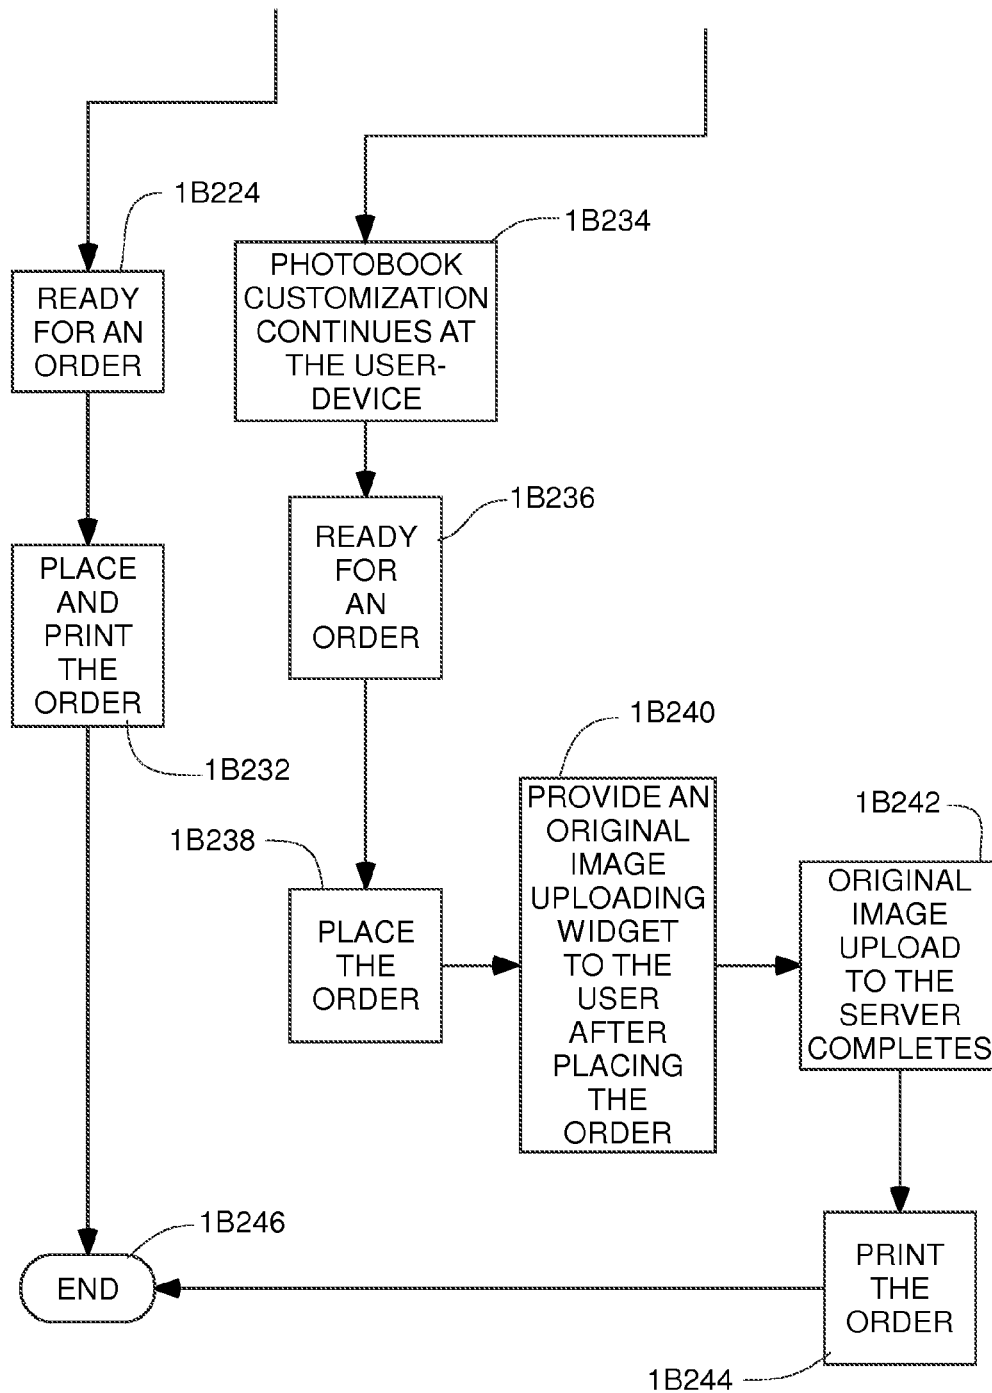 1B224
READY
FOR AN
ORDER
1B234
PHOTOBOOK
CUSTOMIZATION
CONTINUES AT
THE USER-
DEVICE
1B236
READY
FOR
AN
ORDER
PLACE
AND
PRINT
THE
ORDER
1B232
1B238
PLACE
THE
ORDER
1B240
PROVIDE AN
ORIGINAL
IMAGE
UPLOADING
WIDGET
TO THE
USER
AFTER
PLACING
THE
ORDER
1B242
ORIGINAL
IMAGE
UPLOAD
TO THE
SERVER
COMPLETES
1B246
END
PRINT
THE
ORDER
1B244